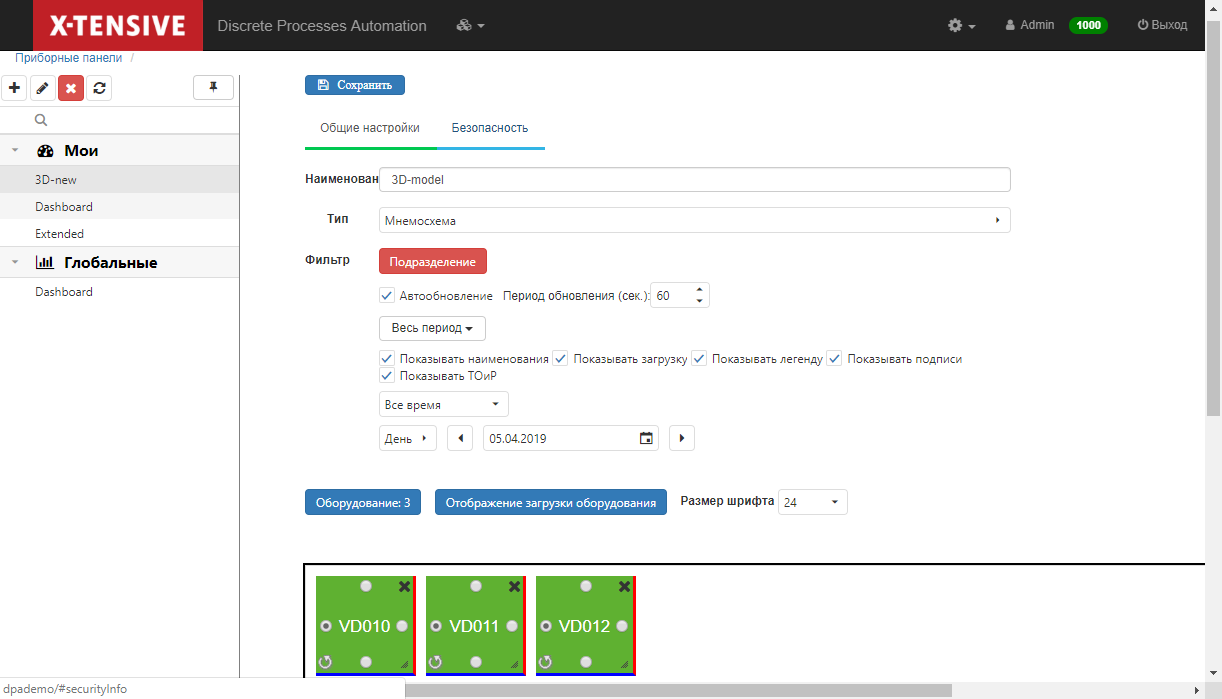 X-TENSIVE Discrete Processes Automation Admin 1000 Выход
Приборные панели /
Сохранить
Общие настройки Безопасность
Мои
3D-new
Dashboard
Extended
Глобальные
Dashboard
Наименован 3D-model
Тип Мнемосхема
Фильтр Подразделение
Автообновление Период обновления (сек.): 60
Весь период
Показывать наименования Показывать загрузку Показывать легенду Показывать подписи
Показывать ТОиР
Все время
День 05.04.2019
Оборудование: 3 Отображение загрузки оборудования Размер шрифта 24
VD010 VD011 VD012
dpademo/#securityInfo